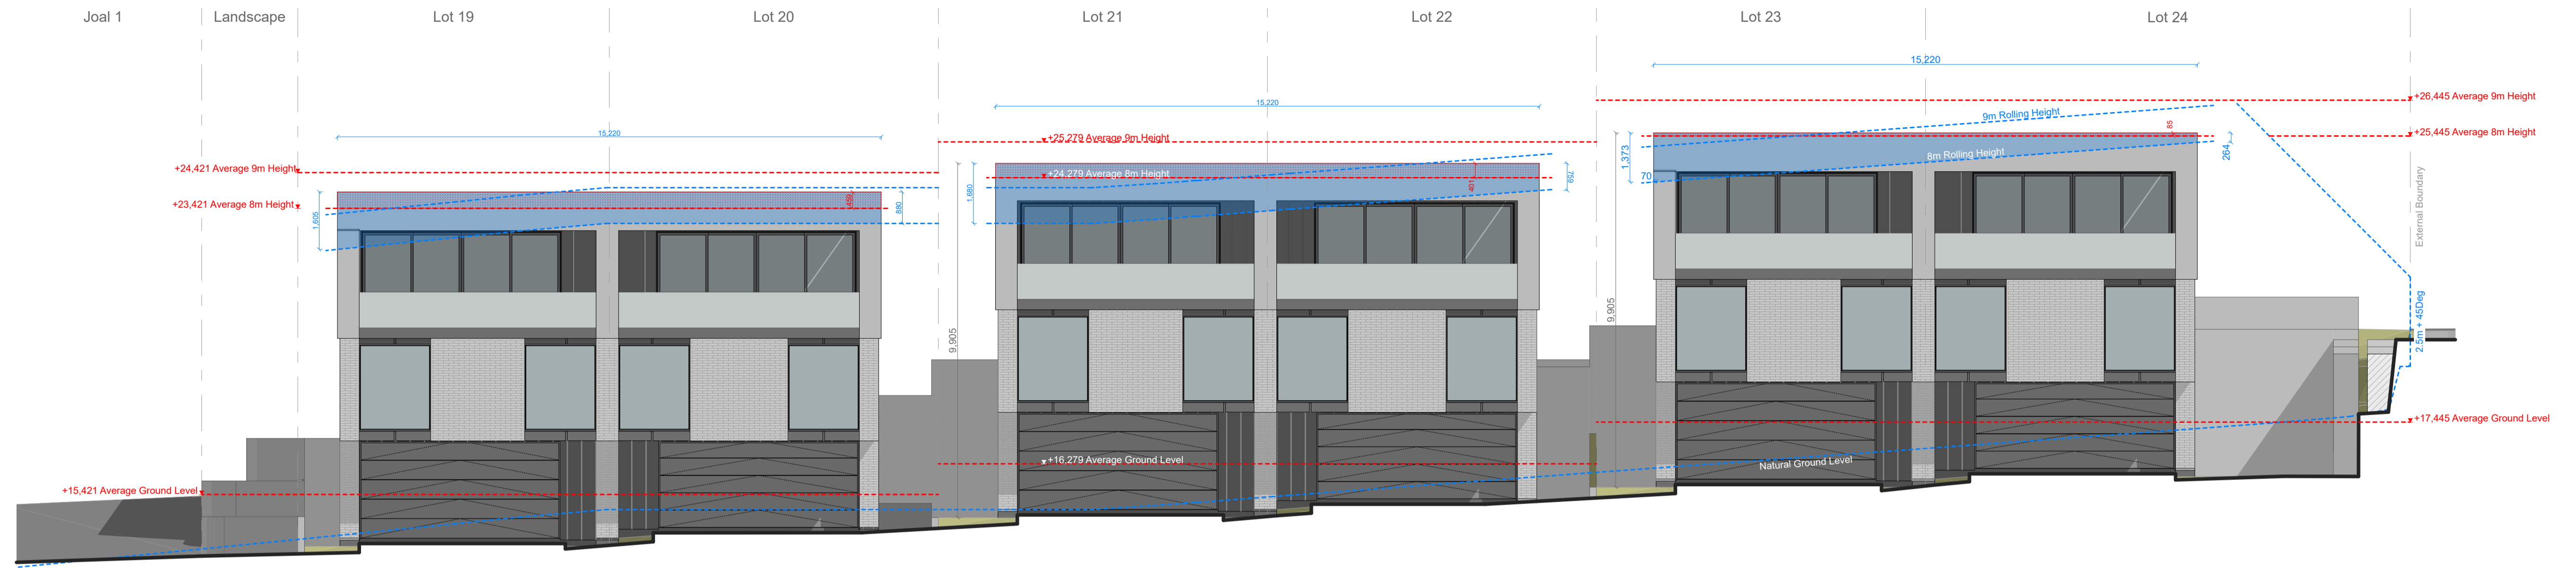 Joal 1
Landscape
Lot 19
Lot 20
Lot 21
Lot 22
Lot 23
Lot 24
15,220
+26,445 Average 9m Height
15,220
9m Rolling Height
85
15,220
+25,279 Average 9m Height
+25,445 Average 8m Height
1,373
8m Rolling Height
264
+24,421 Average 9m Height
+24,279 Average 8m Height
401
759
70
1,680
+23,421 Average 8m Height
459
880
1,605
External Boundary
2.5m + 45Deg
9,905
9,905
+17,445 Average Ground Level
+16,279 Average Ground Level
Natural Ground Level
+15,421 Average Ground Level